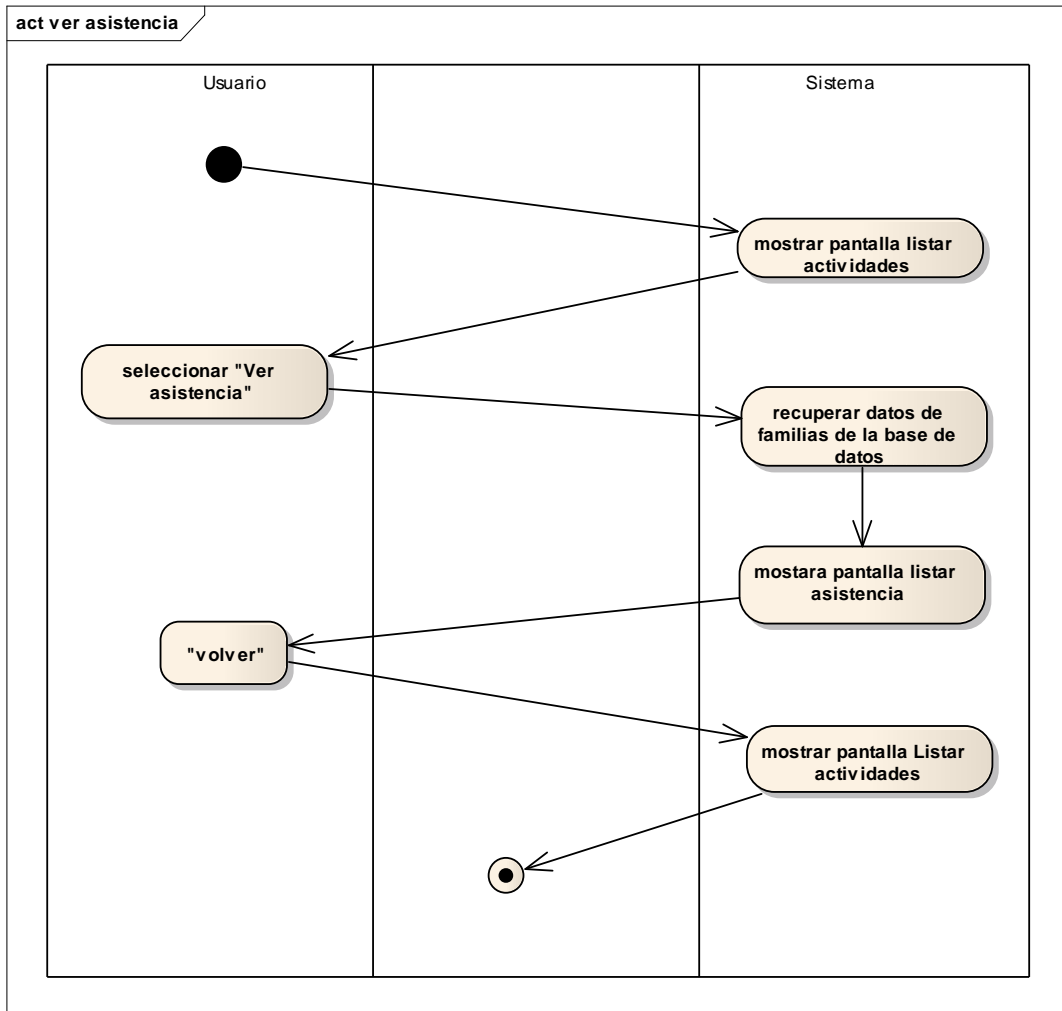 act ver asistencia
Usuario
Sistema
mostrar pantalla listar
actividades
seleccionar "Ver
asistencia"
recuperar datos de
familias de la base de
datos
mostara pantalla listar
asistencia
"volver"
mostrar pantalla Listar
actividades